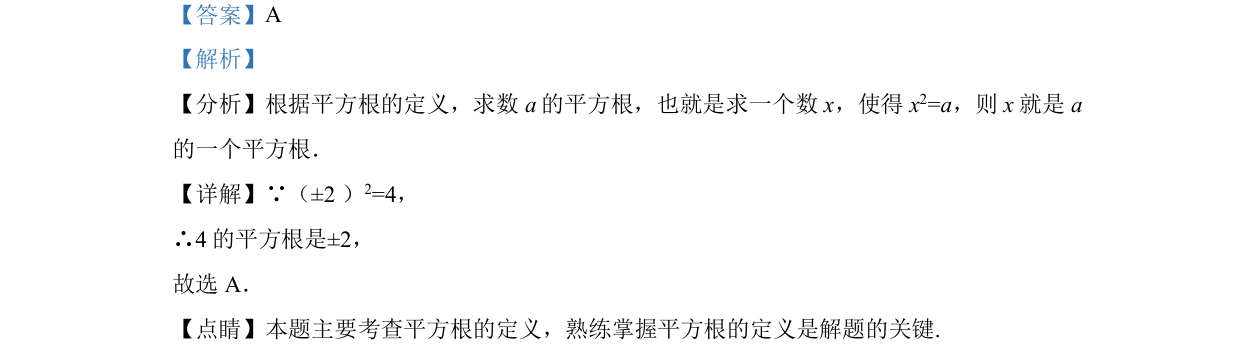 【答案】A
【解析】
【分析】根据平方根的定义，求数 a 的平方根，也就是求一个数 x，使得 x²=a，则 x 就是 a
的一个平方根．
【详解】∵（±2 ）²=4，
∴4 的平方根是±2，
故选 A．
【点睛】本题主要考查平方根的定义，熟练掌握平方根的定义是解题的关键.